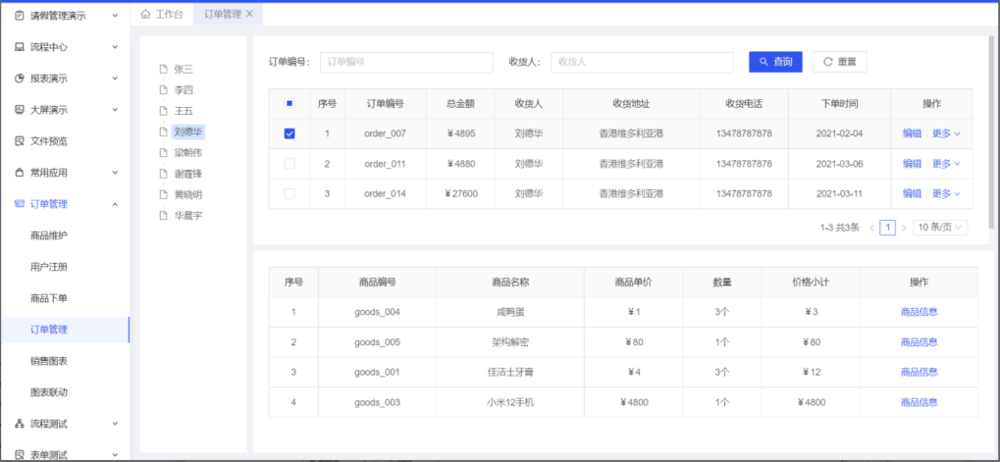 请假管理演示
流程中心
报表演示
大屏演示
文件预览
常用应用
订单管理
商品维护
用户注册
商品下单
订单管理
销售图表
图表联动
流程测试
表单测试
工作台 订单管理
张三
李四
王五
刘德华
梁朝伟
谢霆锋
黄晓明
华晨宇
订单编号: 订单编号 收货人: 收货人 查询 重置
序号 订单编号 总金额 收货人 收货地址 收货电话 下单时间 操作
1 order_007 ¥4895 刘德华 香港维多利亚港 13478787878 2021-02-04 编辑 更多
2 order_011 ¥4880 刘德华 香港维多利亚港 13478787878 2021-03-06 编辑 更多
3 order_014 ¥27600 刘德华 香港维多利亚港 13478787878 2021-03-11 编辑 更多
1-3 共3条 < 1 > 10 条/页
序号 商品编号 商品名称 商品单价 数量 价格小计 操作
1 goods_004 咸鸭蛋 ¥1 3个 ¥3 商品信息
2 goods_005 架构解密 ¥80 1个 ¥80 商品信息
3 goods_001 佳洁士牙膏 ¥4 3个 ¥12 商品信息
4 goods_003 小米12手机 ¥4800 1个 ¥4800 商品信息